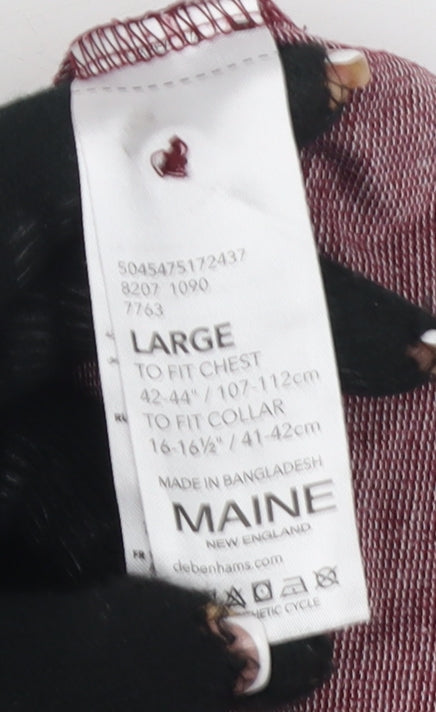 5045475172437
8207 1090
7763
LARGE
TO FIT CHEST
42-44" / 107-112cm
TO FIT COLLAR
16-16½" / 41-42cm
MADE IN BANGLADESH
MAINE
NEW ENGLAND
debenhams.com
CYCLE
FR